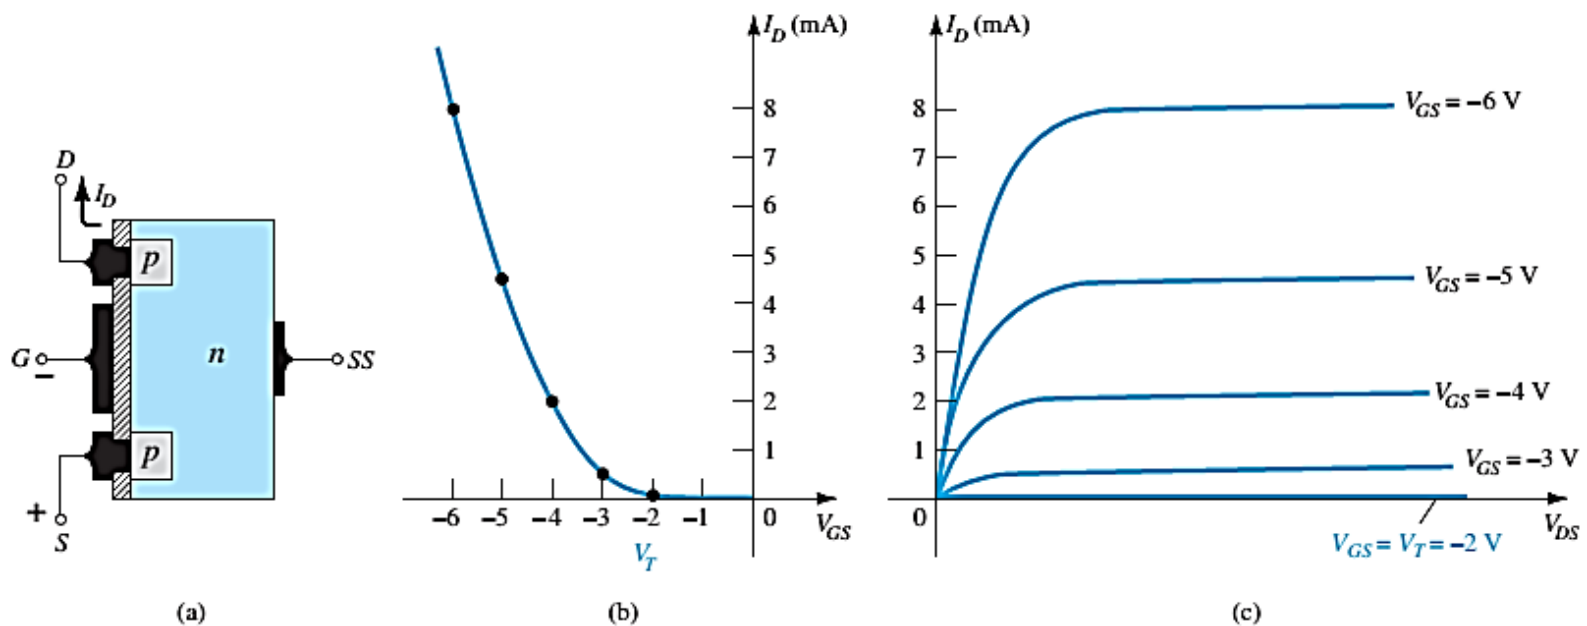 D
I_D
p
n
G
−
SS
p
+
S
(a)
I_D (mA)
8
7
6
5
4
3
2
1
0
−6 −5 −4 −3 −2 −1
V_GS
V_T
(b)
I_D (mA)
8
7
6
5
4
3
2
1
0
V_GS = −6 V
V_GS = −5 V
V_GS = −4 V
V_GS = −3 V
V_DS
V_GS = V_T = −2 V
(c)